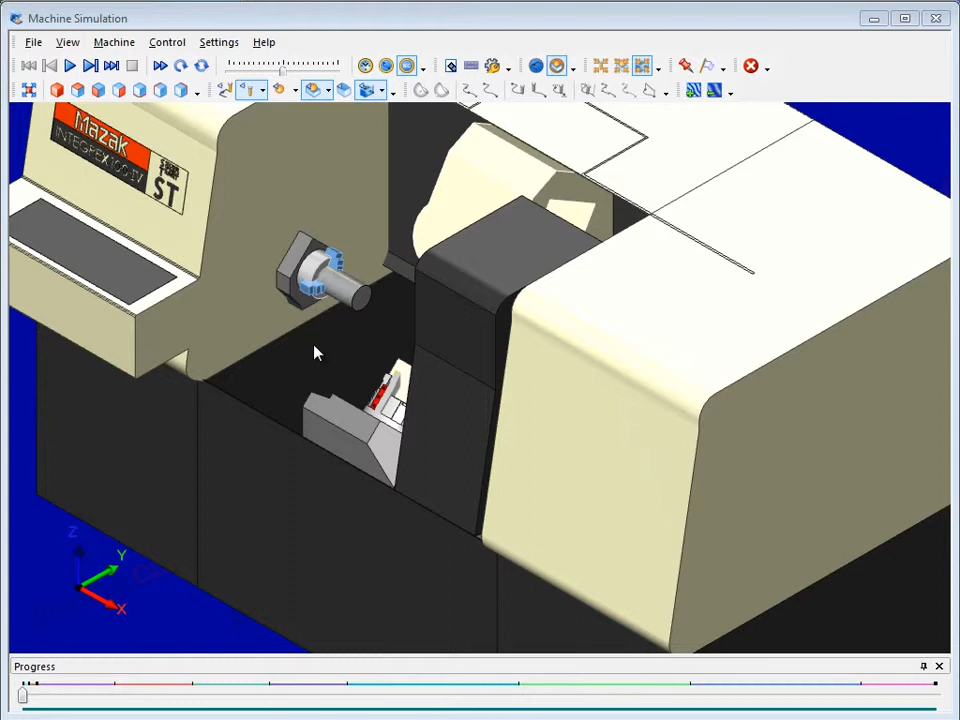 Machine Simulation
File View Machine Control Settings Help
Mazak
INTEGREX 100-IV
ST
Z
Y
X
Progress